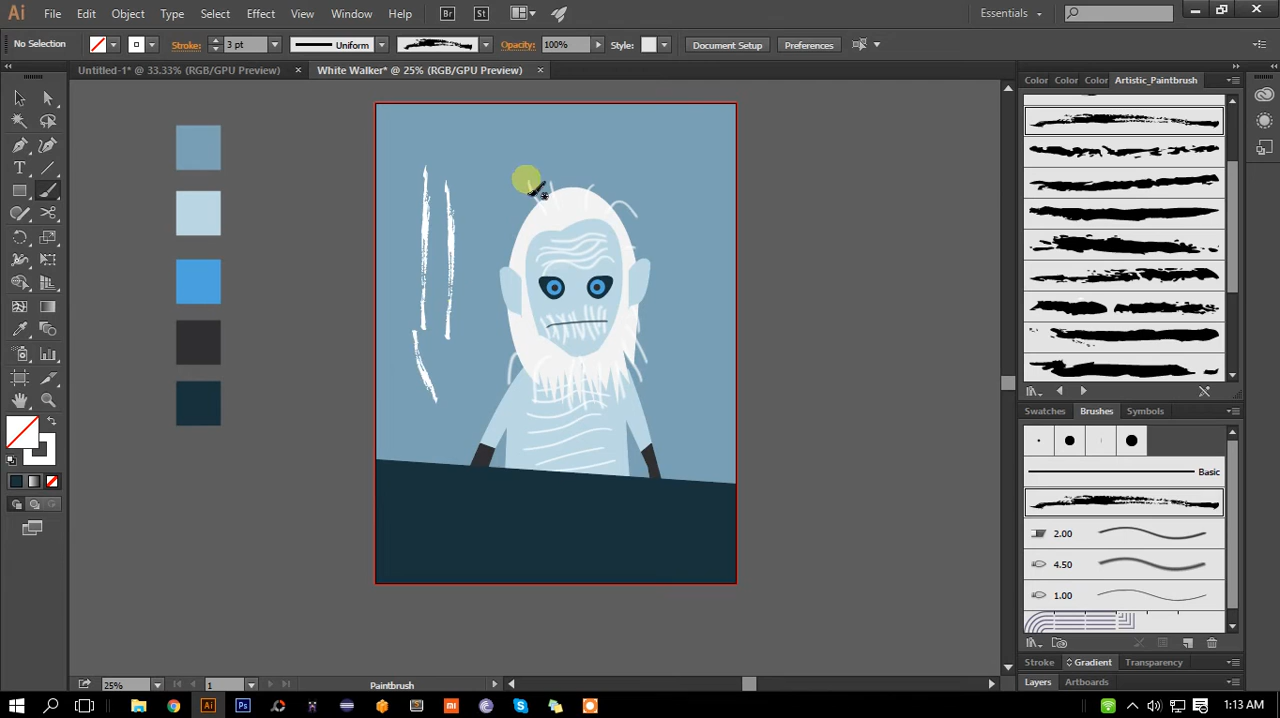 Ai File Edit Object Type Select Effect View Window Help Br St Essentials
No Selection Stroke: 3 pt Uniform Opacity: 100% Style: Document Setup Preferences
Untitled-1* @ 33.33% (RGB/GPU Preview) × White Walker* @ 25% (RGB/GPU Preview) ×
Color Color Color Artistic_Paintbrush
Swatches Brushes Symbols
Basic
2.00
4.50
1.00
Stroke Gradient Transparency
Layers Artboards
25% 1 Paintbrush
Ai Ps 1:13 AM